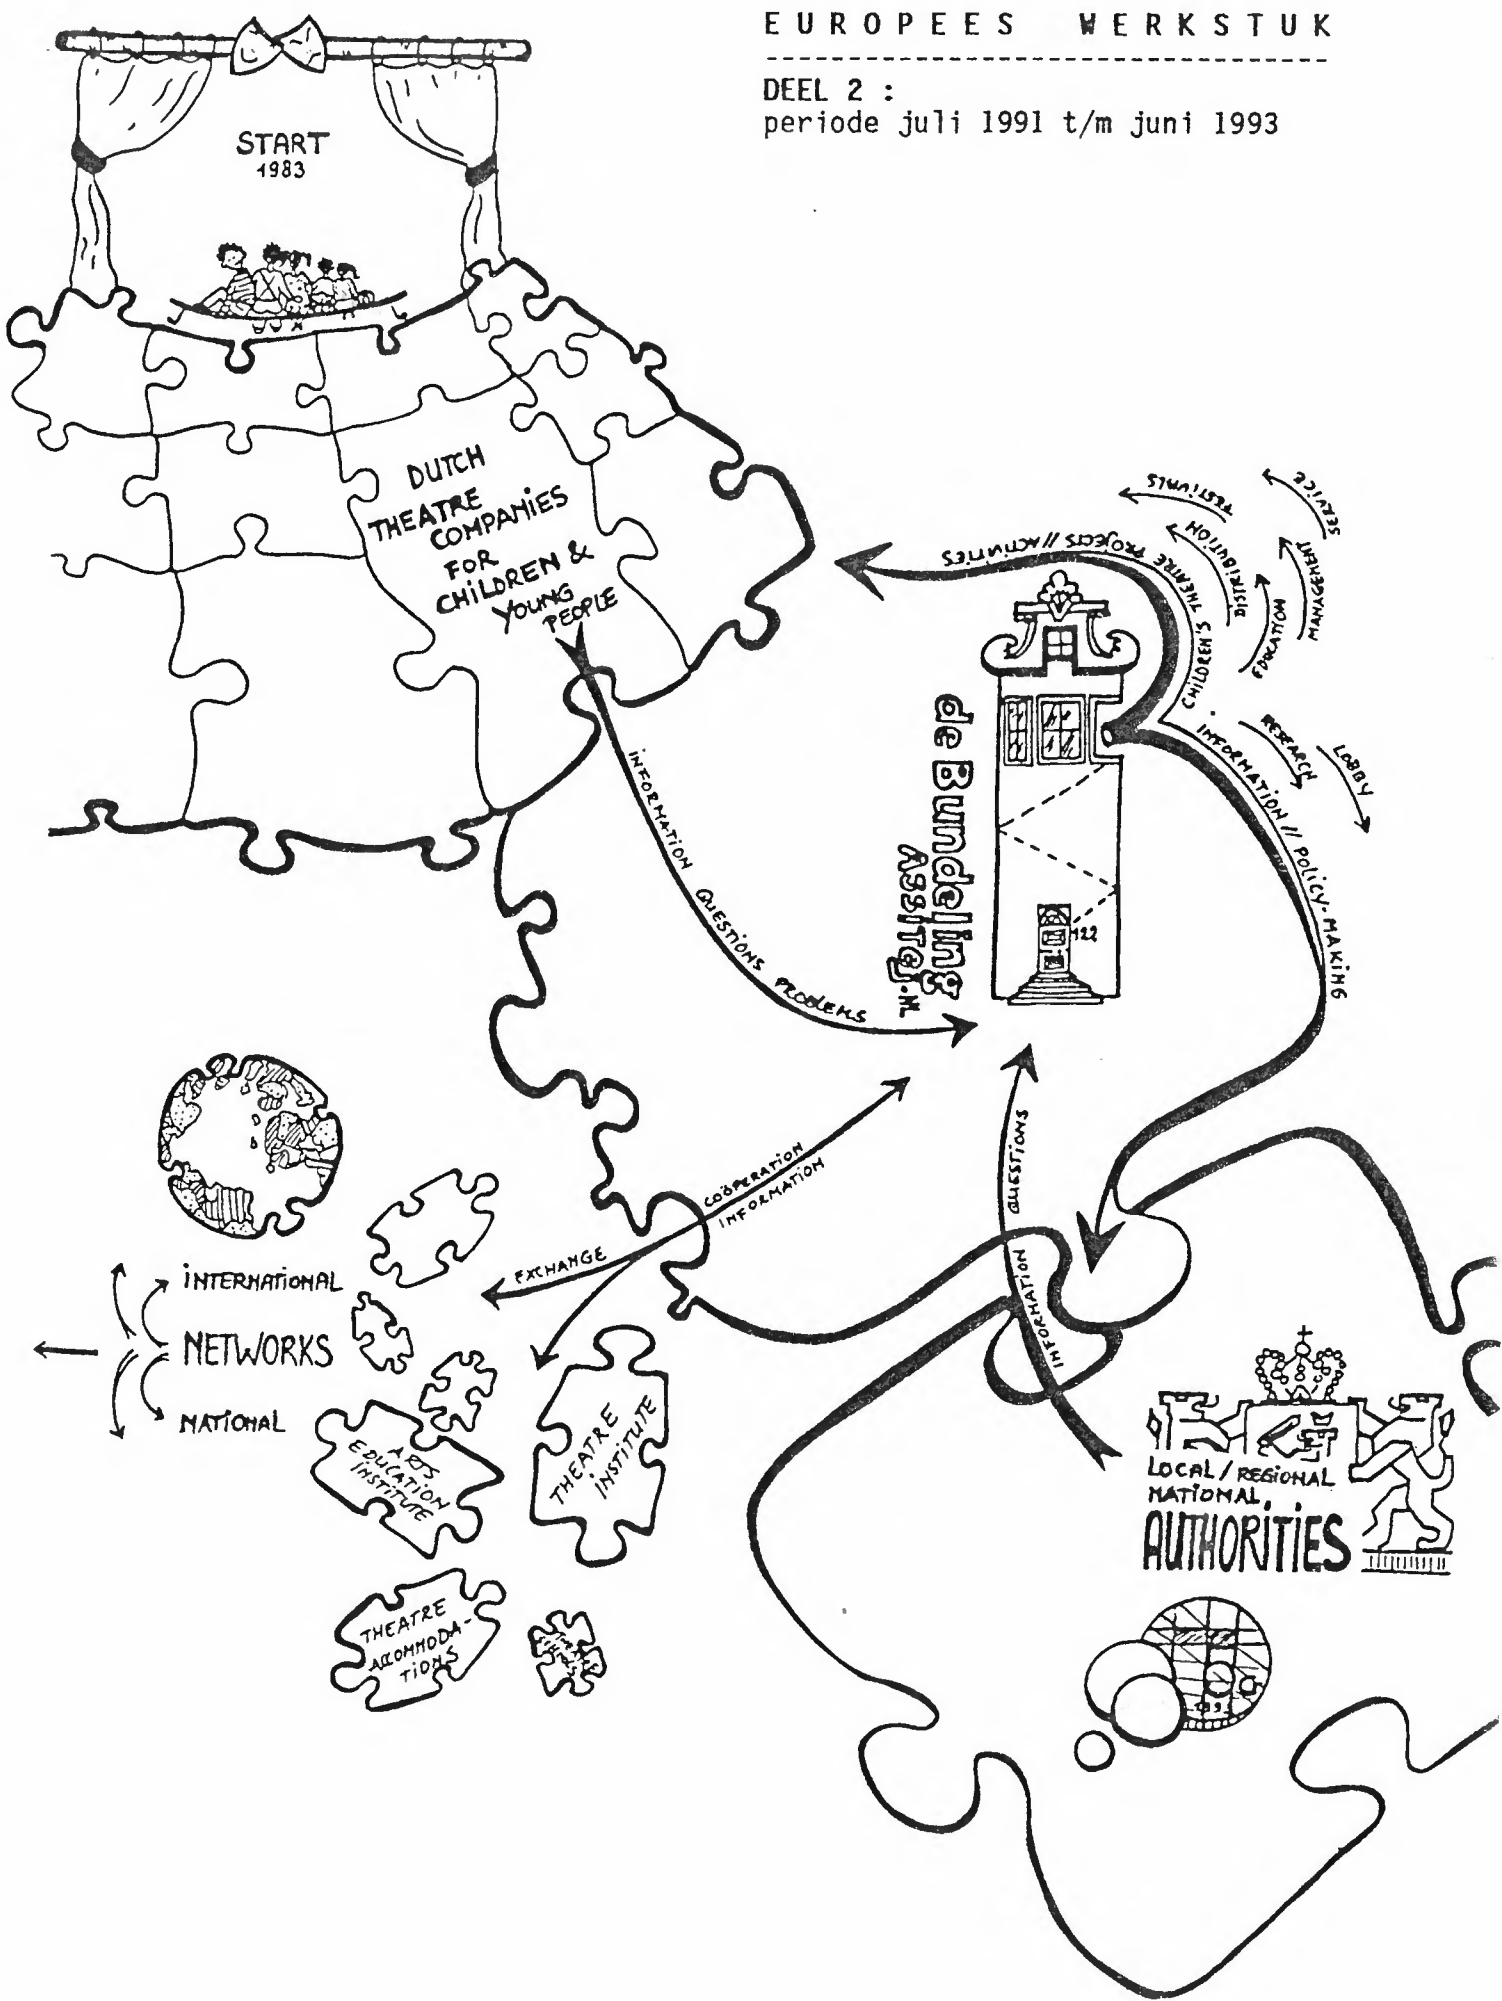 EUROPEES WERKSTUK
DEEL 2 :
periode juli 1991 t/m juni 1993
START
1983
DUTCH
THEATRE
COMPANIES
FOR
CHILDREN &
YOUNG
PEOPLE
SERVICE
FESTIVALS
MANAGEMENT
DISTRIBUTION
EDUCATION
CHILDREN'S THEATRE PROJECTS // ACTIVITIES
INFORMATION // POLICY-MAKING
RESEARCH
LOBBY
de Bundeling
ASSITEJ.NL
122
INFORMATION QUESTIONS PROBLEMS
COÖPERATION
INFORMATION
EXCHANGE
QUESTIONS
INFORMATION
INTERNATIONAL
NETWORKS
NATIONAL
ARTS
EDUCATION
INSTITUTE
THEATRE
INSTITUTE
THEATRE
ACCOMMODA-
TIONS
LOCAL / REGIONAL
NATIONAL
AUTHORITIES